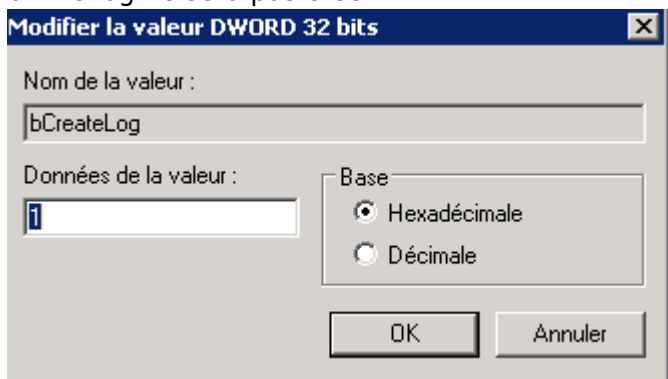 Modifier la valeur DWORD 32 bits
Nom de la valeur :
bCreateLog
Données de la valeur :
1
Base
Hexadécimale
Décimale
OK
Annuler